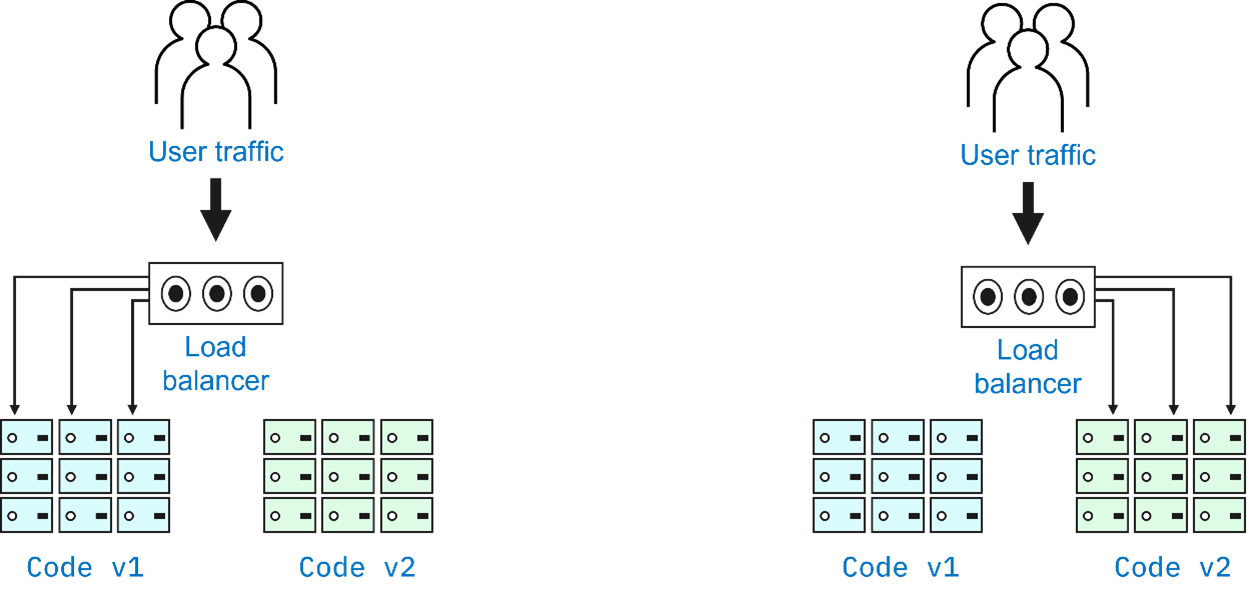 User traffic
Load
balancer
Code v1
Code v2
User traffic
Load
balancer
Code v1
Code v2